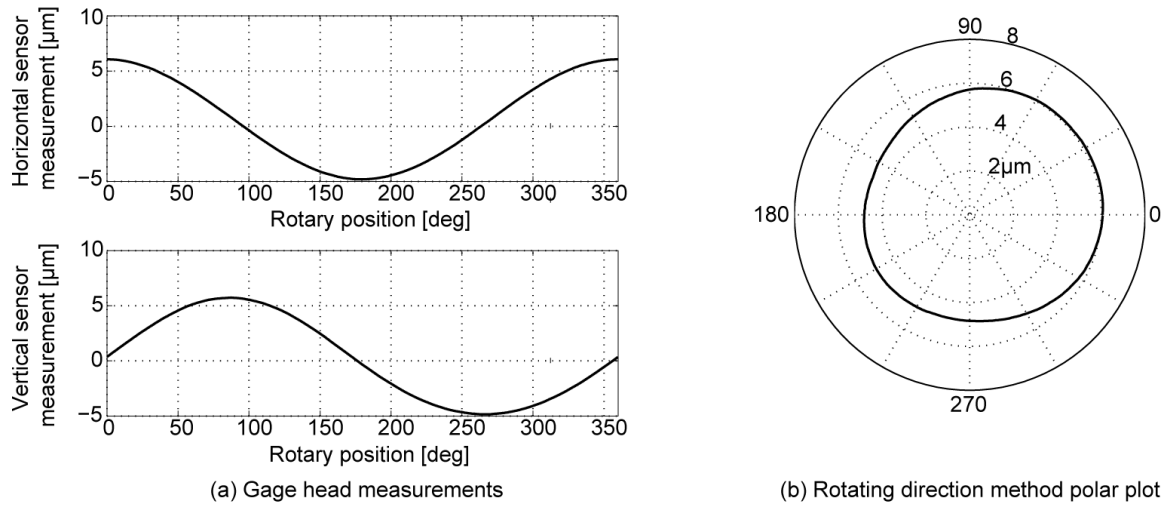 Horizontal sensor
measurement [μm]
10
5
0
−5
0 50 100 150 200 250 300 350
Rotary position [deg]
Vertical sensor
measurement [μm]
10
5
0
−5
0 50 100 150 200 250 300 350
Rotary position [deg]
(a) Gage head measurements
90
8
6
4
2μm
180
0
270
(b) Rotating direction method polar plot